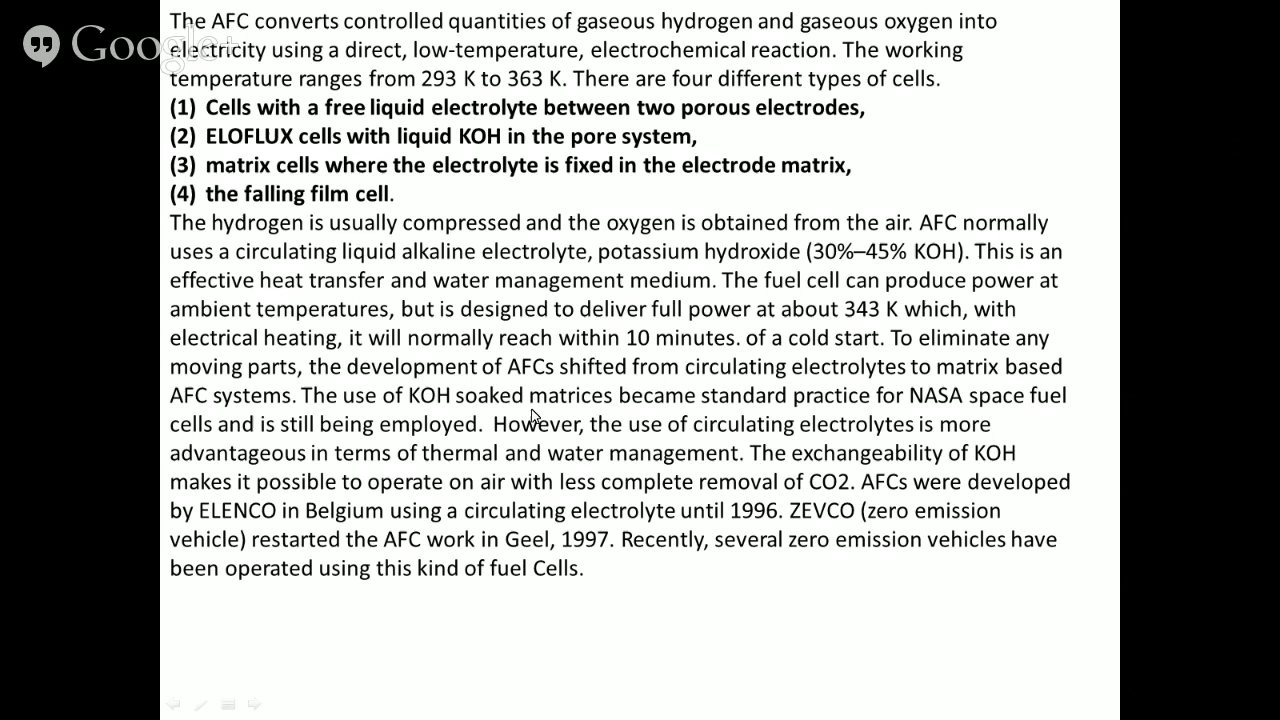 The AFC converts controlled quantities of gaseous hydrogen and gaseous oxygen into
Google+
electricity using a direct, low-temperature, electrochemical reaction. The working
temperature ranges from 293 K to 363 K. There are four different types of cells.
(1) Cells with a free liquid electrolyte between two porous electrodes,
(2) ELOFLUX cells with liquid KOH in the pore system,
(3) matrix cells where the electrolyte is fixed in the electrode matrix,
(4) the falling film cell.
The hydrogen is usually compressed and the oxygen is obtained from the air. AFC normally
uses a circulating liquid alkaline electrolyte, potassium hydroxide (30%–45% KOH). This is an
effective heat transfer and water management medium. The fuel cell can produce power at
ambient temperatures, but is designed to deliver full power at about 343 K which, with
electrical heating, it will normally reach within 10 minutes. of a cold start. To eliminate any
moving parts, the development of AFCs shifted from circulating electrolytes to matrix based
AFC systems. The use of KOH soaked matrices became standard practice for NASA space fuel
cells and is still being employed. However, the use of circulating electrolytes is more
advantageous in terms of thermal and water management. The exchangeability of KOH
makes it possible to operate on air with less complete removal of CO2. AFCs were developed
by ELENCO in Belgium using a circulating electrolyte until 1996. ZEVCO (zero emission
vehicle) restarted the AFC work in Geel, 1997. Recently, several zero emission vehicles have
been operated using this kind of fuel Cells.